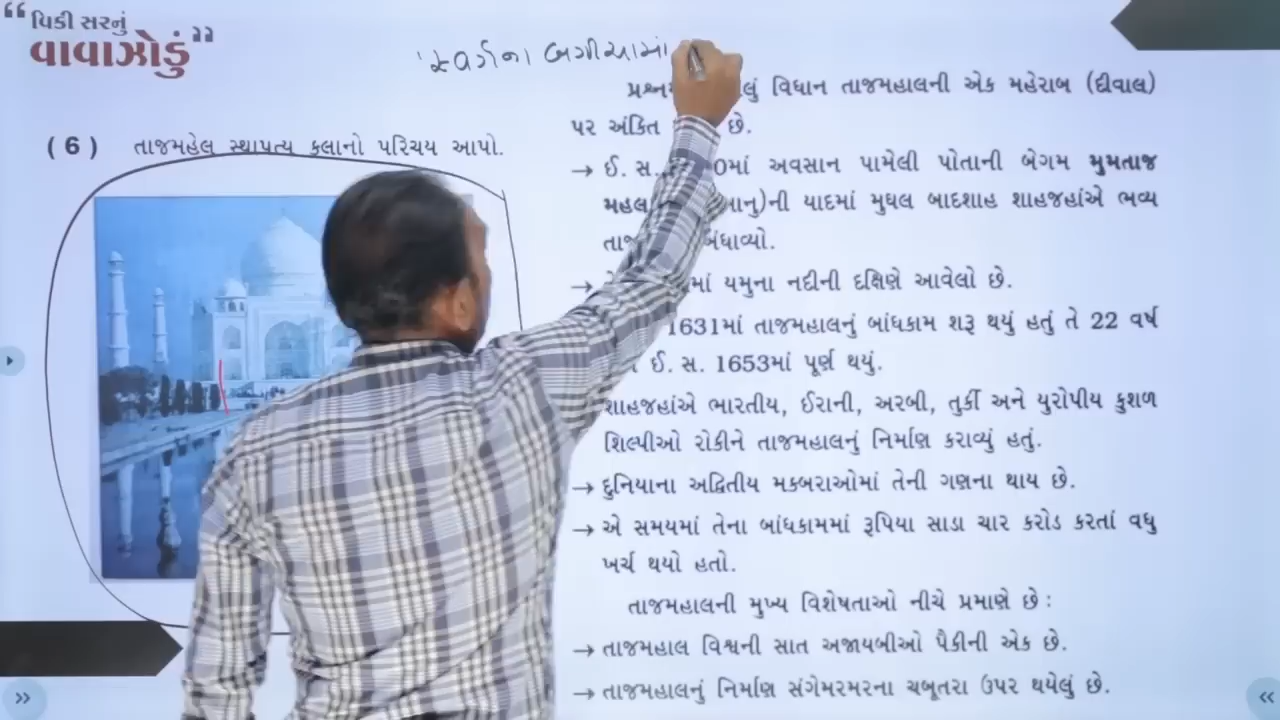 “ વિકી સરનું
વાવાઝોડું ”
'સ્વર્ગના બગીચામાં
(6) તાજમહેલ સ્થાપત્ય કલાનો પરિચય આપો.
વિધાન તાજમહાલની એક મહેરાબ (દીવાલ)
પર અંકિત છે.
→ ઈ. સ. 0માં અવસાન પામેલી પોતાની બેગમ મુમતાજ
મહલ ની યાદમાં મુઘલ બાદશાહ શાહજહાંએ ભવ્ય
બંધાવ્યો.
→ યમુના નદીની દક્ષિણે આવેલો છે.
1631માં તાજમહાલનું બાંધકામ શરૂ થયું હતું તે 22 વર્ષ
ઈ. સ. 1653માં પૂર્ણ થયું.
શાહજહાંએ ભારતીય, ઈરાની, અરબી, તુર્કી અને યુરોપીય કુશળ
શિલ્પીઓ રોકીને તાજમહાલનું નિર્માણ કરાવ્યું હતું.
→ દુનિયાના અદ્વિતીય મકબરાઓમાં તેની ગણના થાય છે.
→ એ સમયમાં તેના બાંધકામમાં રૂપિયા સાડા ચાર કરોડ કરતાં વધુ
ખર્ચ થયો હતો.
તાજમહાલની મુખ્ય વિશેષતાઓ નીચે પ્રમાણે છે :
→ તાજમહાલ વિશ્વની સાત અજાયબીઓ પૈકીની એક છે.
→ તાજમહાલનું નિર્માણ સંગેમરમરના ચબૂતરા ઉપર થયેલું છે.